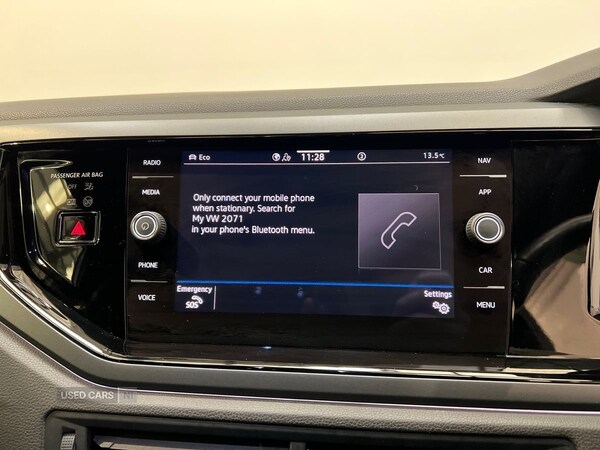 PASSENGER AIR BAG
OFF
RADIO
MEDIA
PHONE
VOICE
Eco
11:28
2
13.5°C
Only connect your mobile phone
when stationary. Search for
My VW 2071
in your phone's Bluetooth menu.
Emergency
SOS
Settings
NAV
APP
CAR
MENU
USED CARS NI